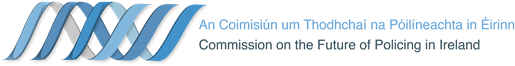 An Coimisiún um Thodhchaí na Póilíneachta in Éirinn
Commission on the Future of Policing in Ireland